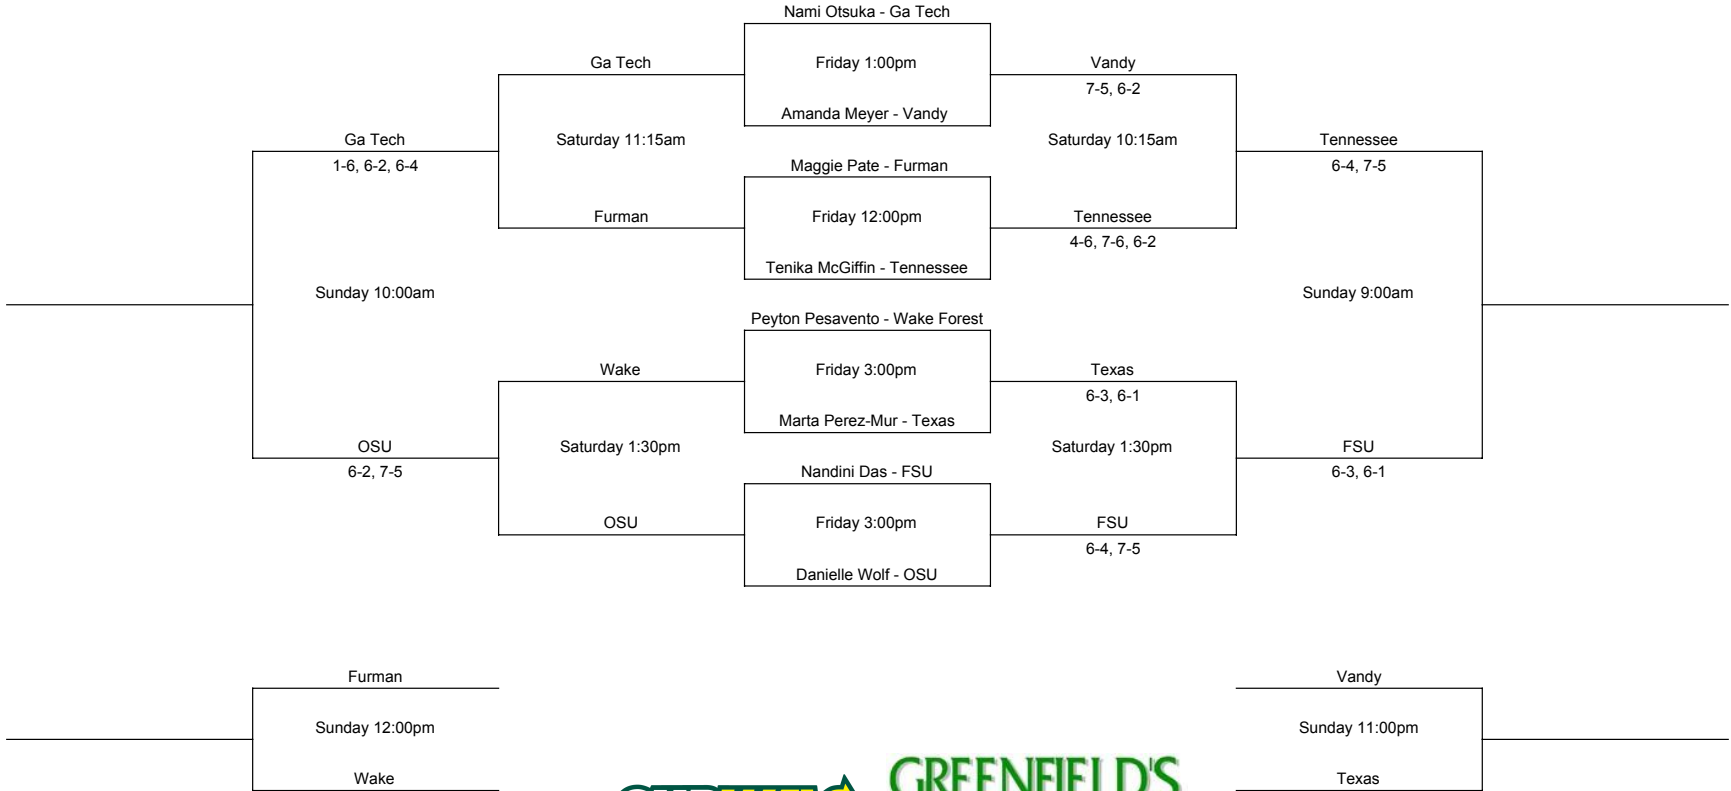 Nami Otsuka - Ga Tech
Ga Tech
Friday 1:00pm
Vandy
7-5, 6-2
Amanda Meyer - Vandy
Ga Tech
Saturday 11:15am
Saturday 10:15am
Tennessee
1-6, 6-2, 6-4
Maggie Pate - Furman
6-4, 7-5
Furman
Friday 12:00pm
Tennessee
4-6, 7-6, 6-2
Tenika McGiffin - Tennessee
Sunday 10:00am
Sunday 9:00am
Peyton Pesavento - Wake Forest
Wake
Friday 3:00pm
Texas
6-3, 6-1
Marta Perez-Mur - Texas
OSU
Saturday 1:30pm
Saturday 1:30pm
FSU
6-2, 7-5
Nandini Das - FSU
6-3, 6-1
OSU
Friday 3:00pm
FSU
6-4, 7-5
Danielle Wolf - OSU
Furman
Vandy
Sunday 12:00pm
Sunday 11:00pm
GREENFIELD'S
Wake
Texas